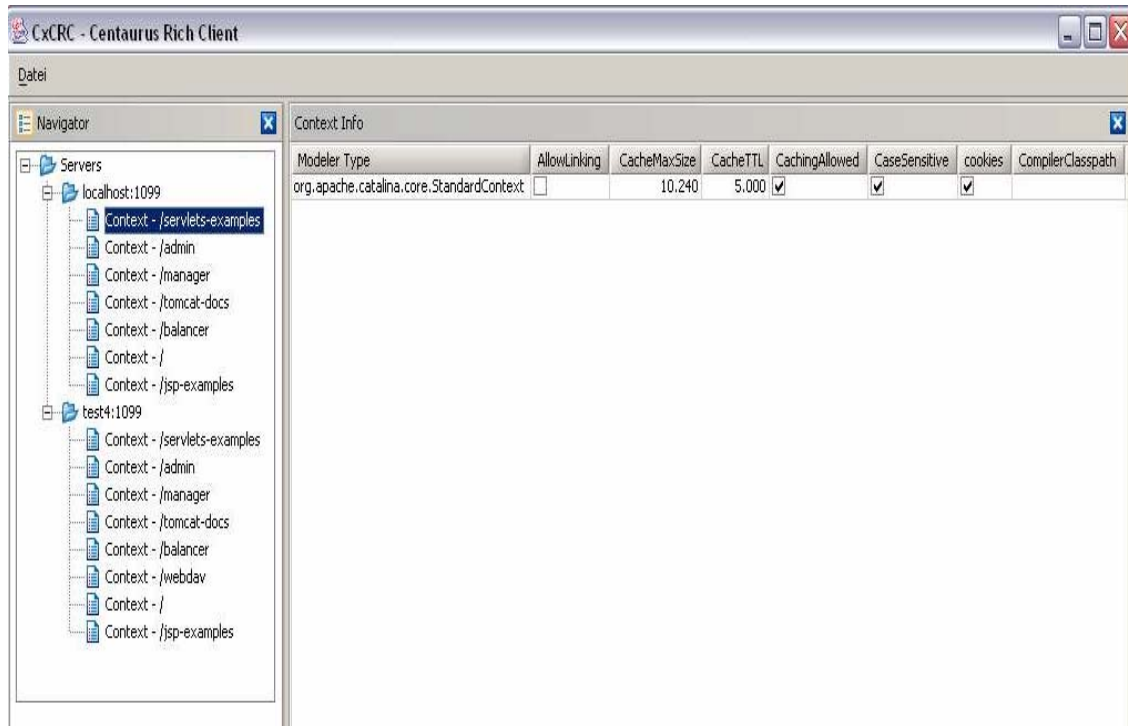 CxCRC - Centaurus Rich Client
Datei
Navigator
Servers
localhost:1099
Context - /servlets-examples
Context - /admin
Context - /manager
Context - /tomcat-docs
Context - /balancer
Context - /
Context - /jsp-examples
test4:1099
Context - /servlets-examples
Context - /admin
Context - /manager
Context - /tomcat-docs
Context - /balancer
Context - /webdav
Context - /
Context - /jsp-examples
Context Info
Modeler Type AllowLinking CacheMaxSize CacheTTL CachingAllowed CaseSensitive cookies CompilerClasspath
org.apache.catalina.core.StandardContext 10.240 5.000